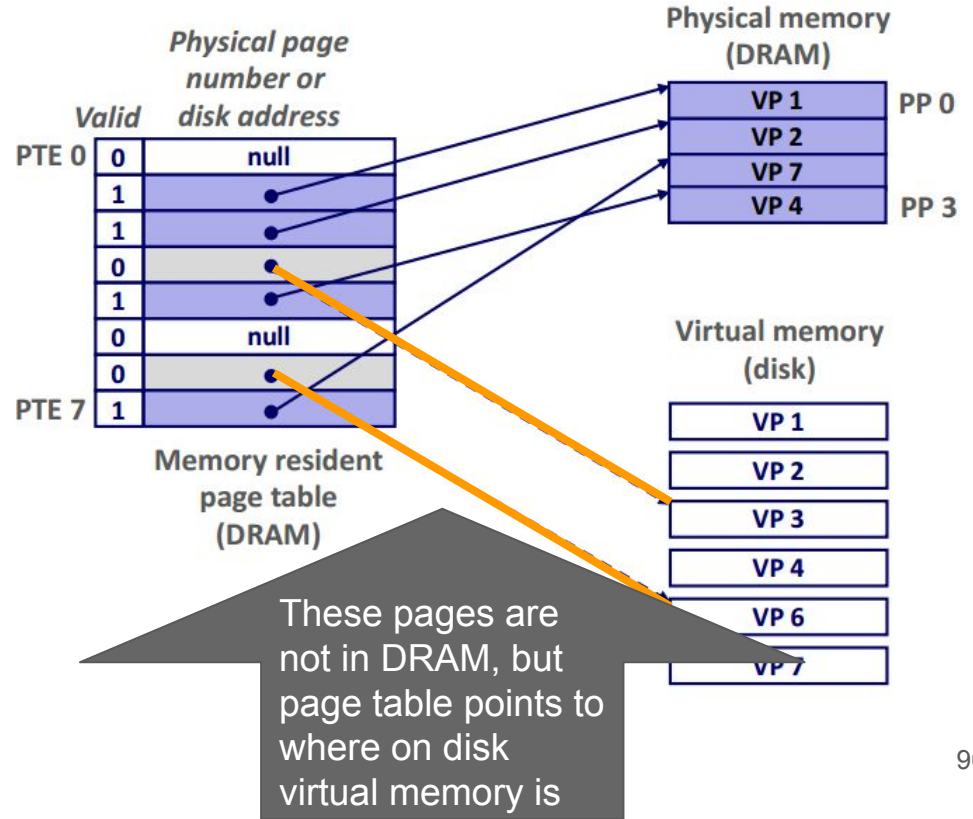 Physical page
number or
disk address
Valid
PTE 0
0
null
1
1
0
1
0
null
0
PTE 7
1
Memory resident
page table
(DRAM)
Physical memory
(DRAM)
VP 1
PP 0
VP 2
VP 7
VP 4
PP 3
Virtual memory
(disk)
VP 1
VP 2
VP 3
VP 4
VP 6
VP 7
These pages are
not in DRAM, but
page table points to
where on disk
virtual memory is